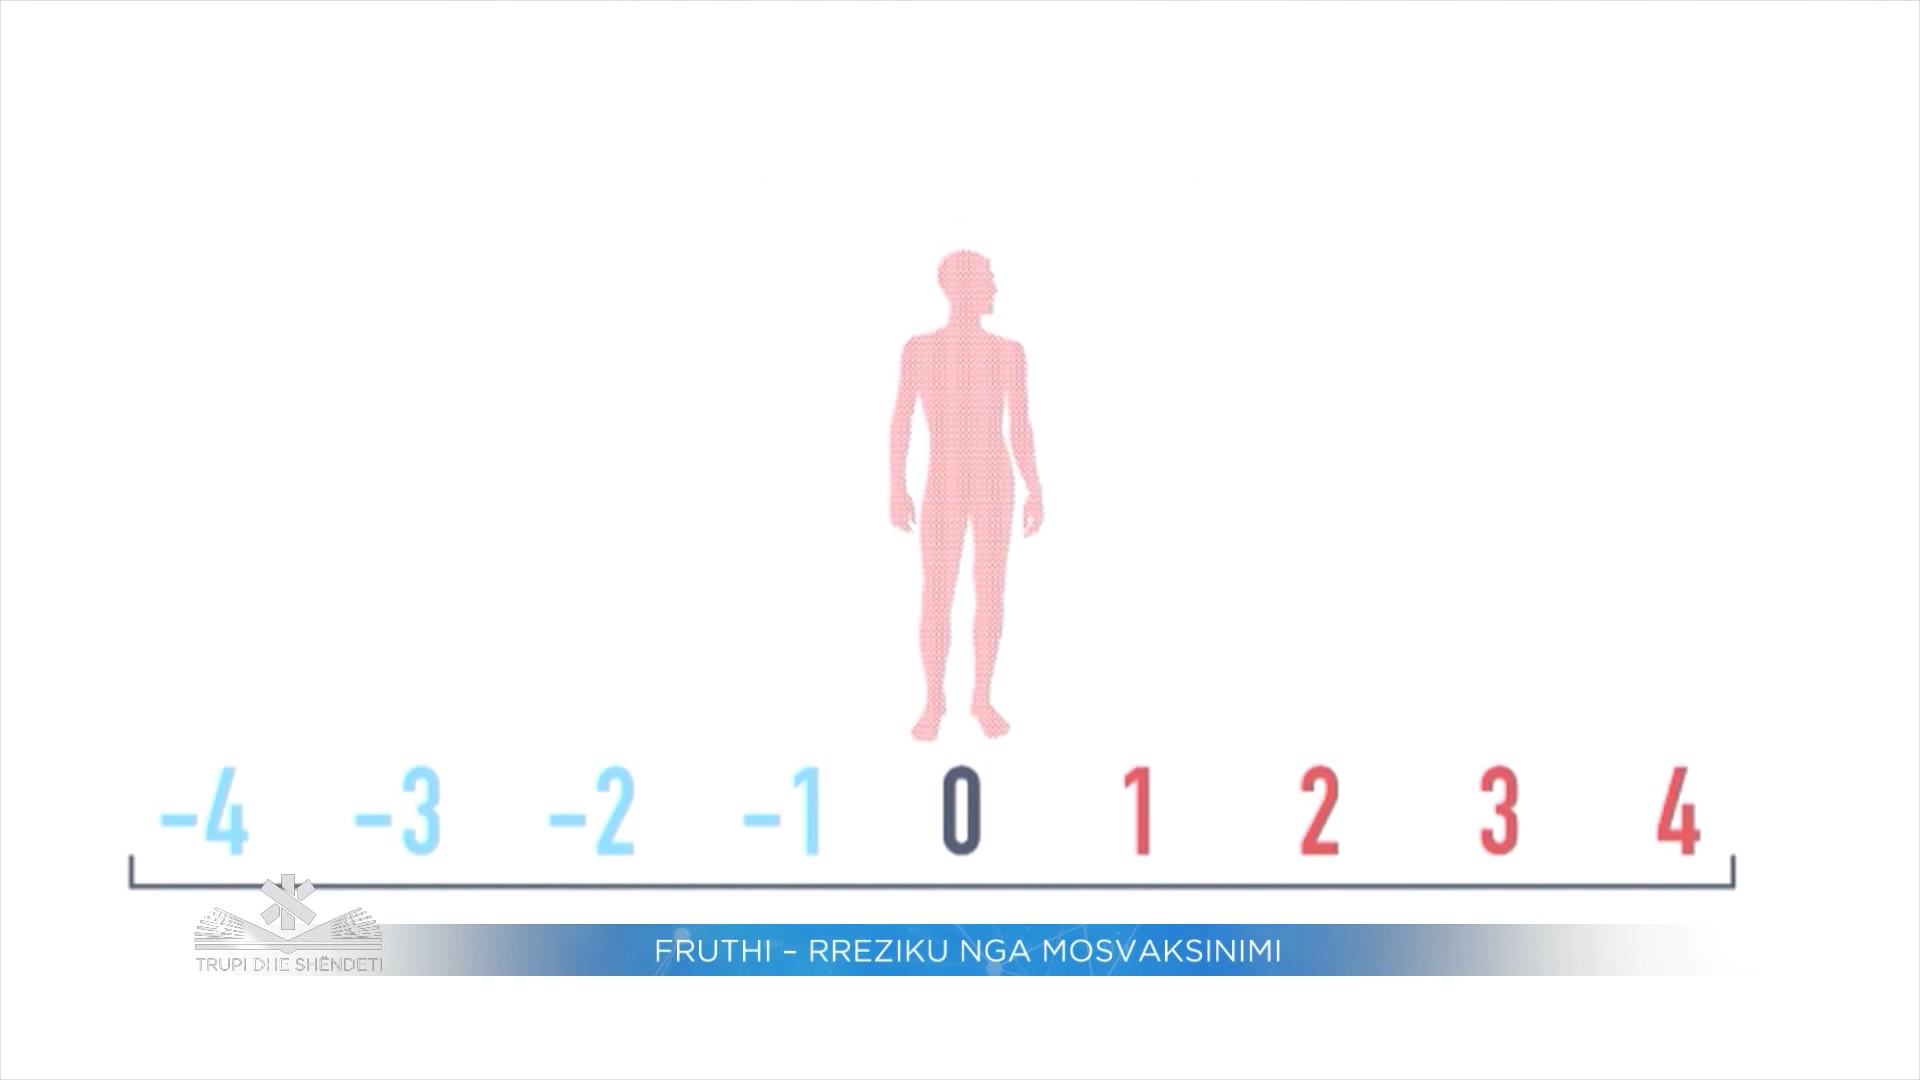 –4 –3 –2 –1 0 1 2 3 4
TRUPI DHE SHËNDETI
FRUTHI – RREZIKU NGA MOSVAKSINIMI